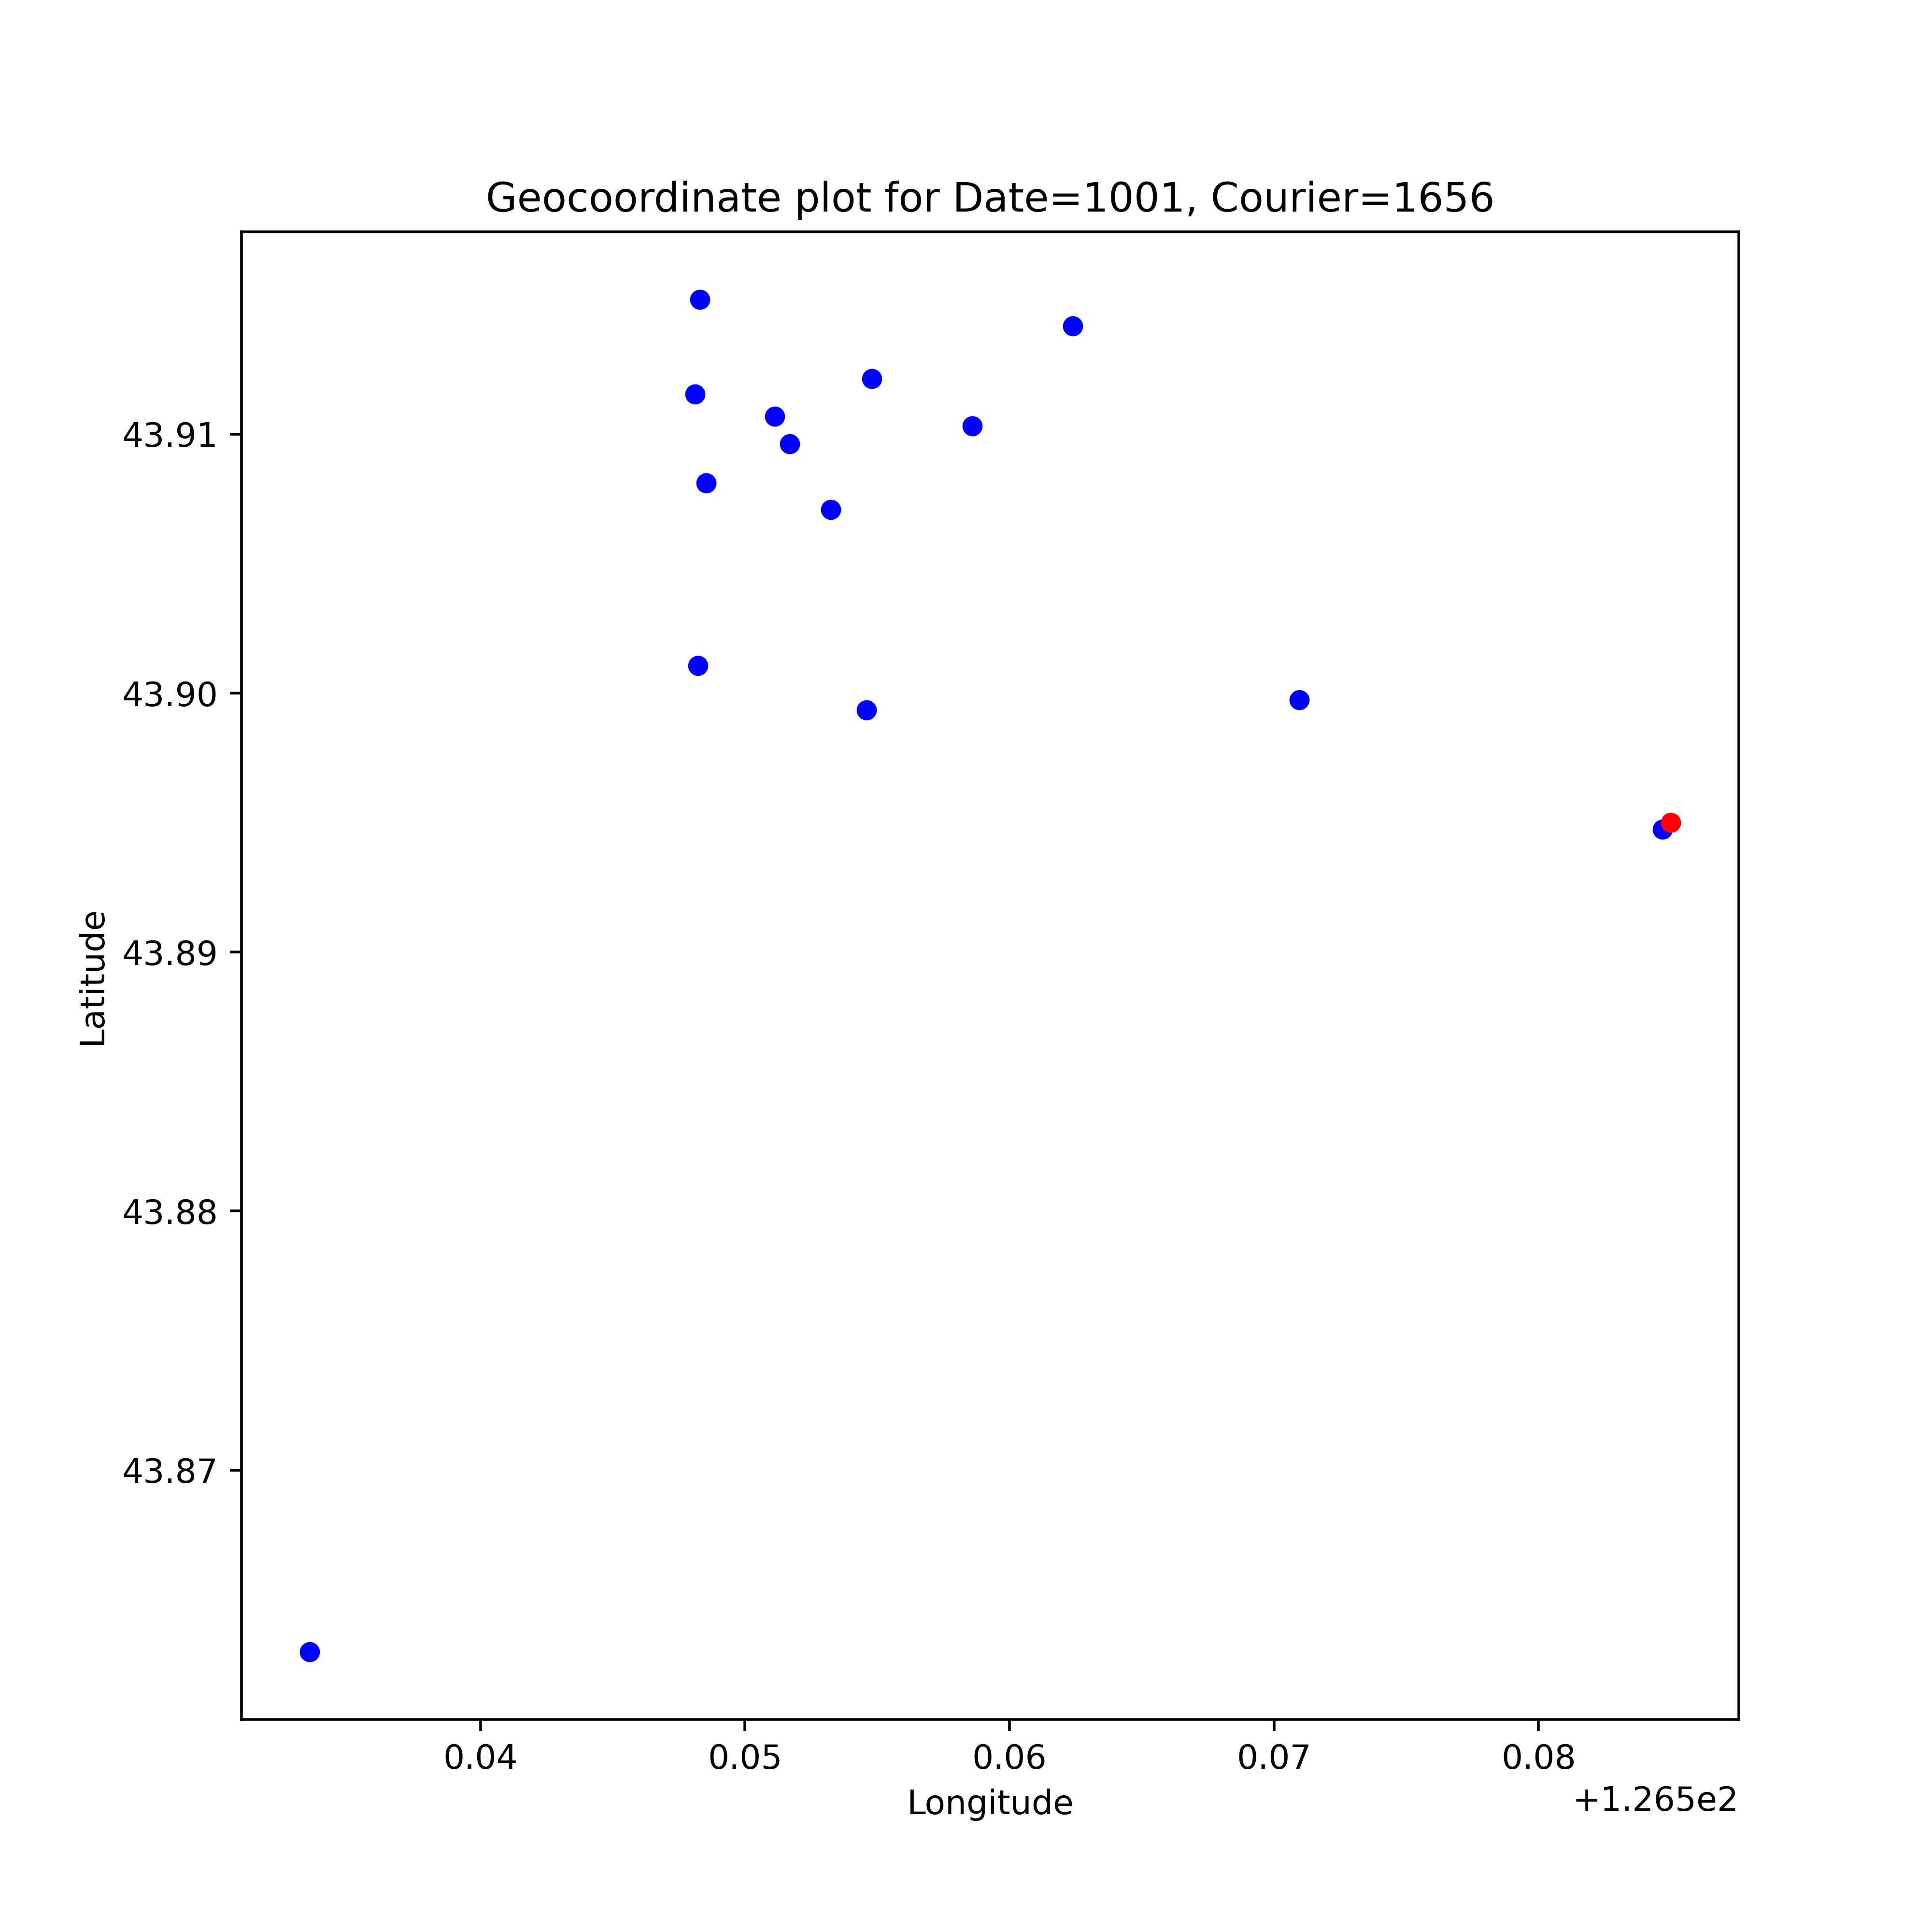 Geocoordinate plot for Date=1001, Courier=1656
43.91
43.90
43.89
43.88
43.87
Latitude
0.04 0.05 0.06 0.07 0.08
Longitude
+1.265e2